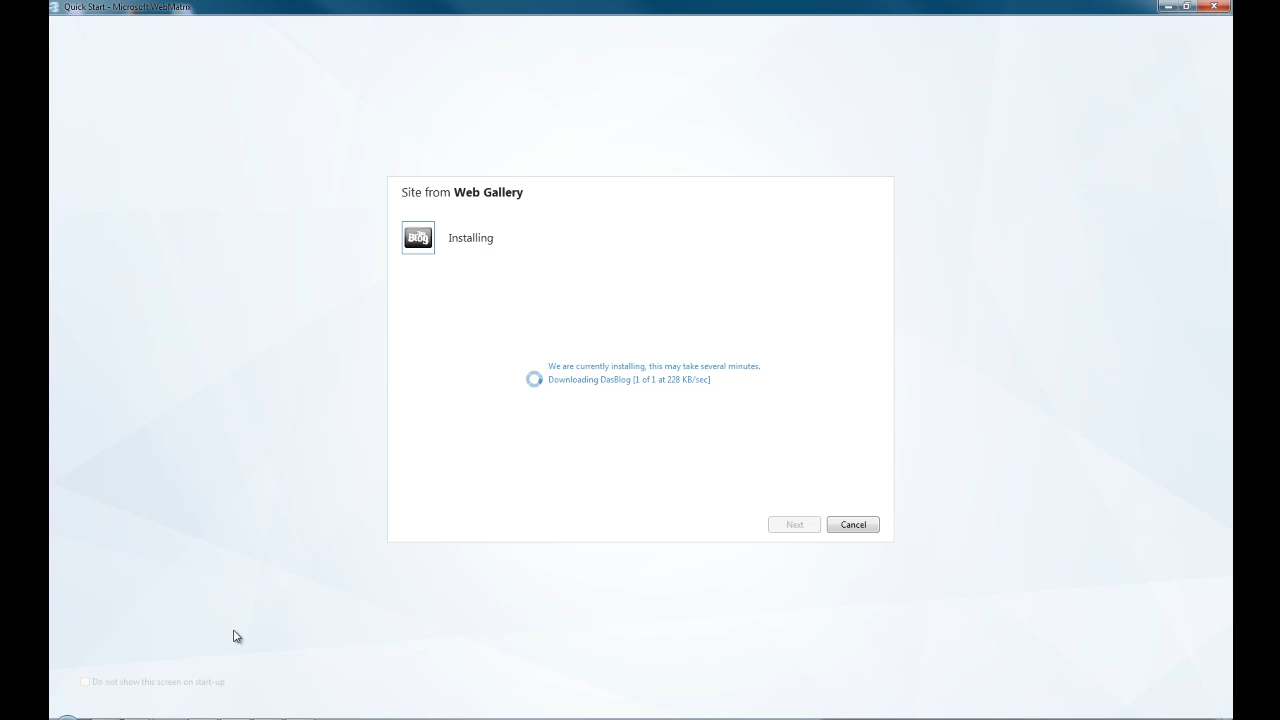 Quick Start - Microsoft WebMatrix
Site from Web Gallery
Blog
Installing
We are currently installing, this may take several minutes.
Downloading DasBlog [1 of 1 at 228 KB/sec]
Next
Cancel
Do not show this screen on start-up